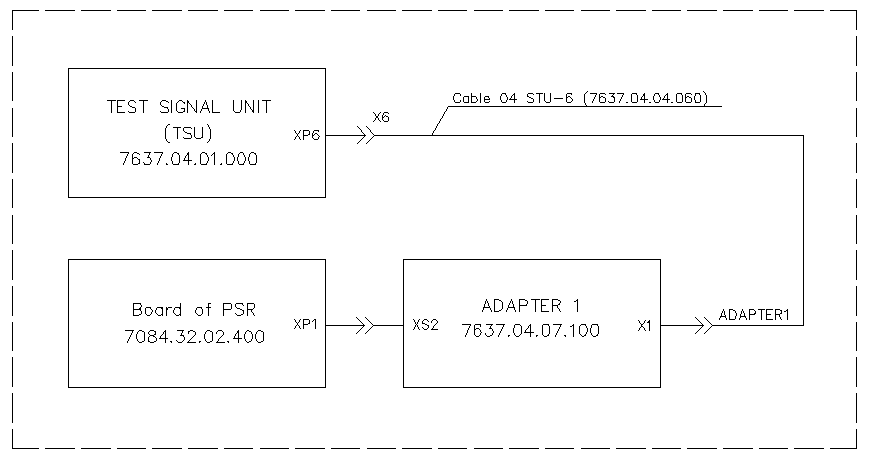 Cable 04 STU-6 (7637.04.04.060)
TEST SIGNAL UNIT
(TSU)
7637.04.01.000
XP6
X6
Board of PSR
7084.32.02.400
XP1
XS2
ADAPTER 1
7637.04.07.100
X1
ADAPTER1